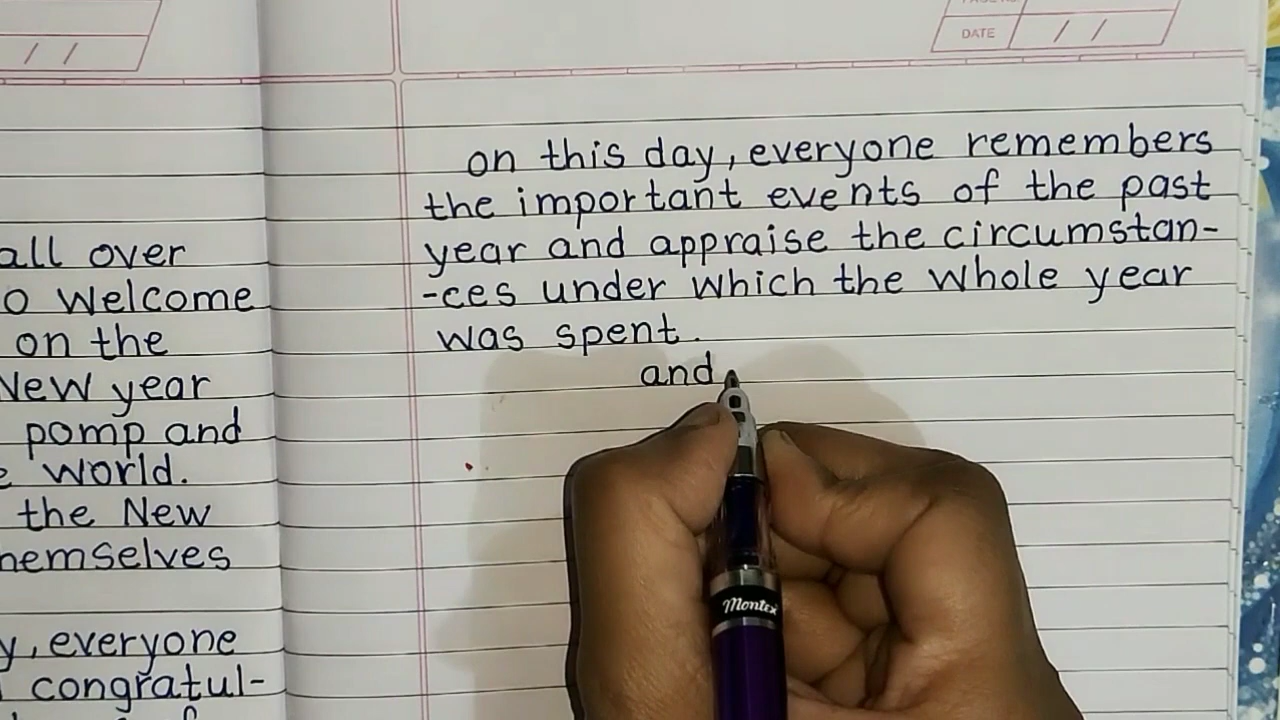 DATE / /
/ /
all over
o Welcome
on the
New year
pomp and
world.
the New
hemselves
y, everyone
congratul-
on this day, everyone remembers
the important events of the past
year and appraise the circumstan-
-ces under which the whole year
was spent.
and
Montex